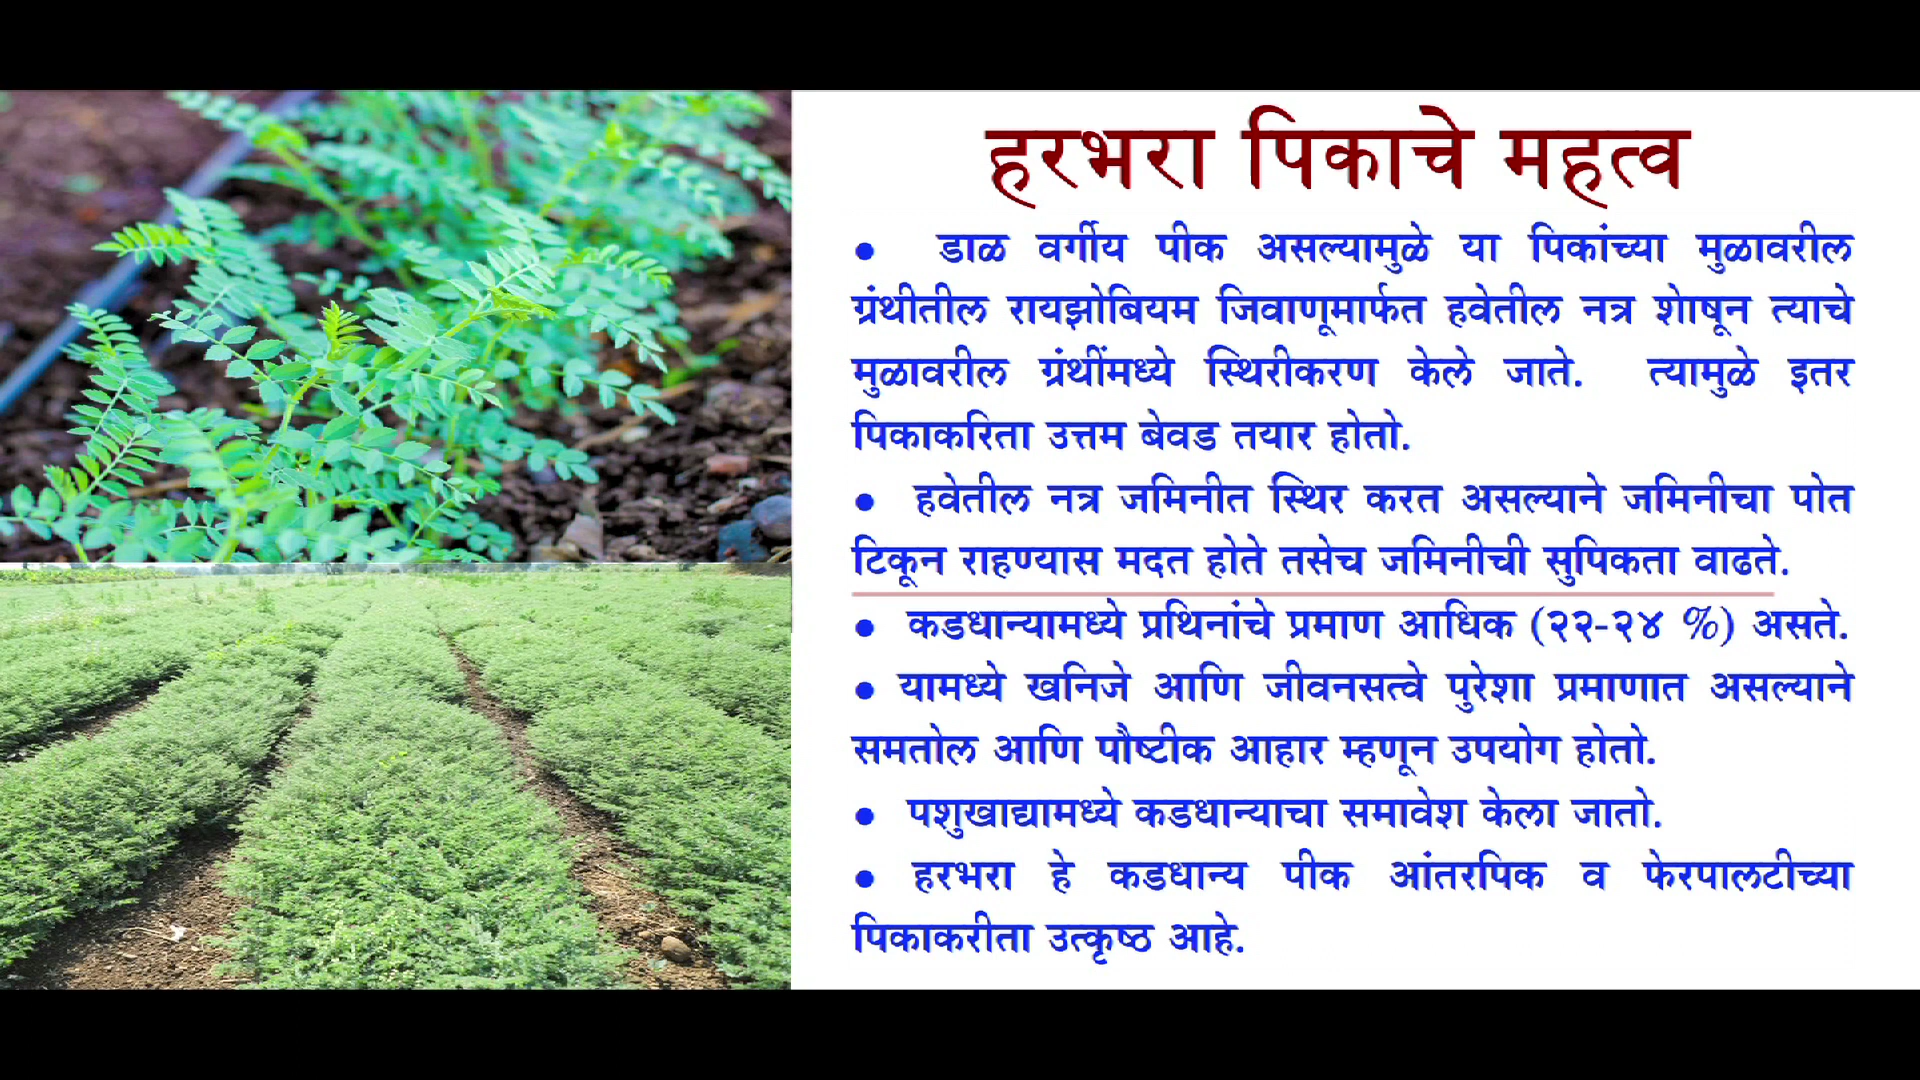 हरभरा पिकाचे महत्व
• डाळ वर्गीय पीक असल्यामुळे या पिकांच्या मुळावरील
ग्रंथीतील रायझोबियम जिवाणूमार्फत हवेतील नत्र शोषून त्याचे
मुळावरील ग्रंथींमध्ये स्थिरीकरण केले जाते. त्यामुळे इतर
पिकाकरिता उत्तम बेवड तयार होतो.
• हवेतील नत्र जमिनीत स्थिर करत असल्याने जमिनीचा पोत
टिकून राहण्यास मदत होते तसेच जमिनीची सुपिकता वाढते.
• कडधान्यामध्ये प्रथिनांचे प्रमाण आधिक (२२-२४ %) असते.
• यामध्ये खनिजे आणि जीवनसत्वे पुरेशा प्रमाणात असल्याने
समतोल आणि पौष्टीक आहार म्हणून उपयोग होतो.
• पशुखाद्यामध्ये कडधान्याचा समावेश केला जातो.
• हरभरा हे कडधान्य पीक आंतरपिक व फेरपालटीच्या
पिकाकरीता उत्कृष्ठ आहे.